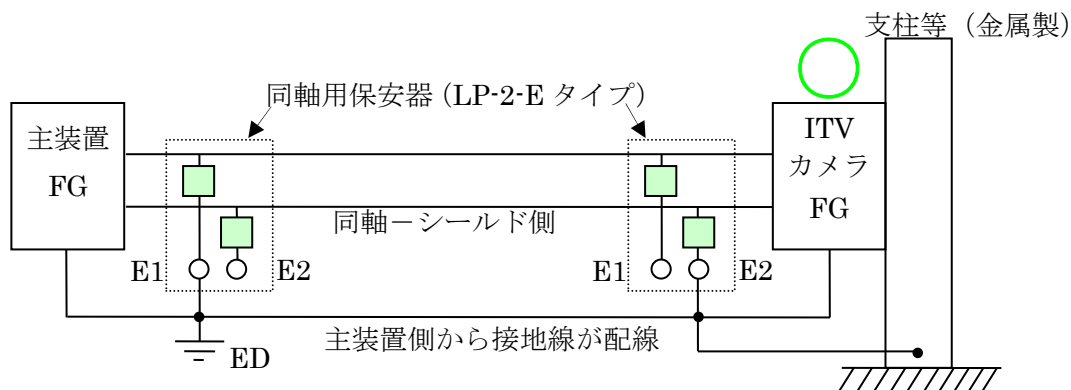 支柱等（金属製）
同軸用保安器（LP-2-E タイプ）
主装置
FG
ITV
カメラ
FG
同軸－シールド側
E1
E2
E1
E2
主装置側から接地線が配線
ED